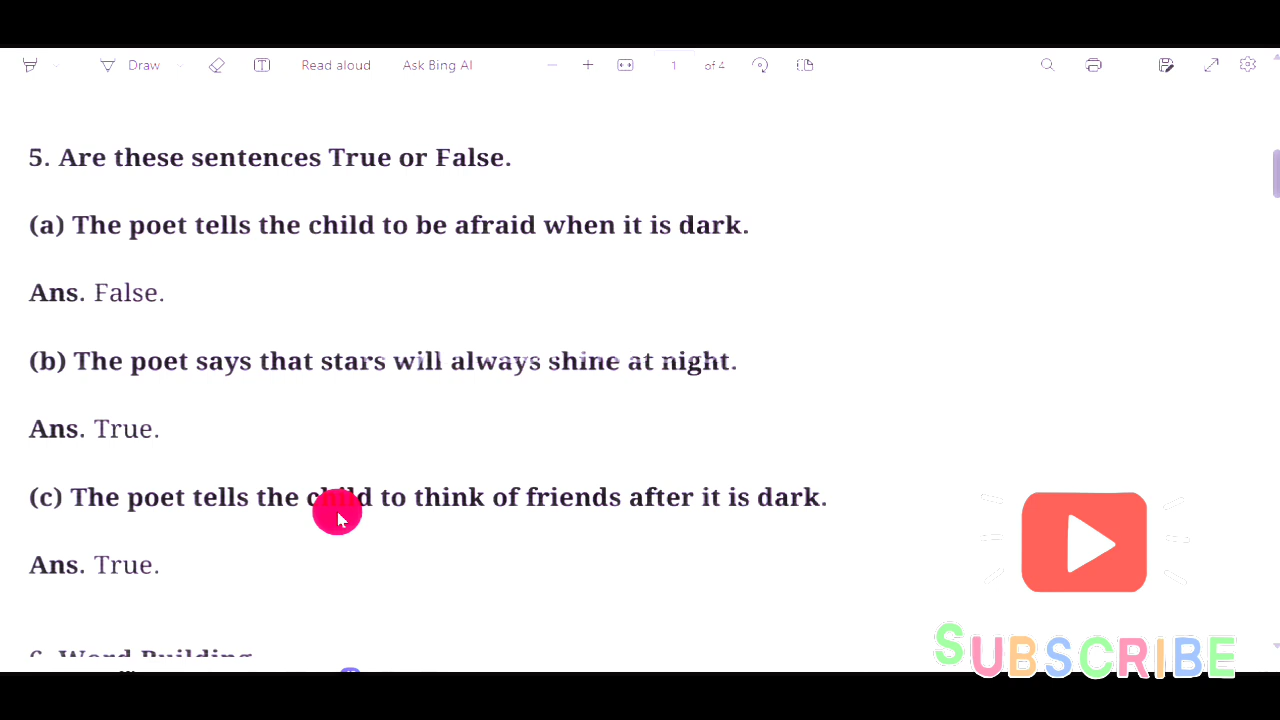 Draw Read aloud Ask Bing AI 1 of 4
5. Are these sentences True or False.
(a) The poet tells the child to be afraid when it is dark.
Ans. False.
(b) The poet says that stars will always shine at night.
Ans. True.
(c) The poet tells the child to think of friends after it is dark.
Ans. True.
6. Word Building
SUBSCRIBE